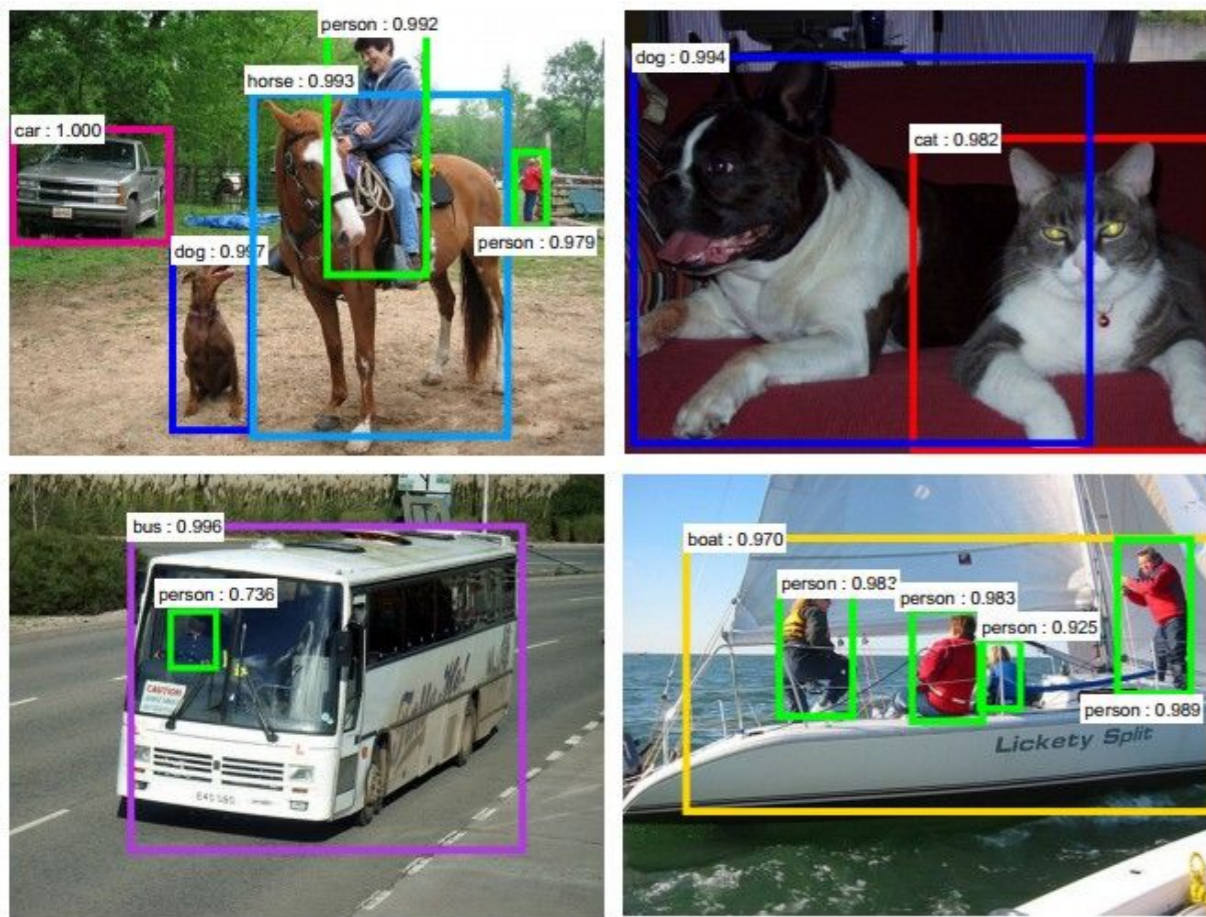 person : 0.992
horse : 0.993
car : 1.000
dog : 0.997
person : 0.979
dog : 0.994
cat : 0.982
bus : 0.996
person : 0.736
CAUTION
L
boat : 0.970
person : 0.983
person : 0.983
person : 0.925
person : 0.989
Lickety Split